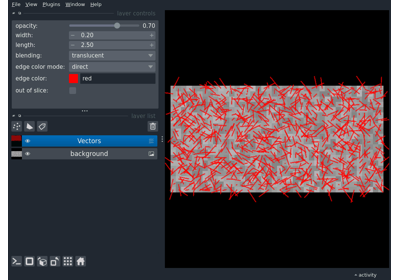 File View Plugins Window Help
layer controls
opacity: 0.70
width: 0.20
length: 2.50
blending: translucent
edge color mode: direct
edge color: red
out of slice:
layer list
Vectors
background
activity